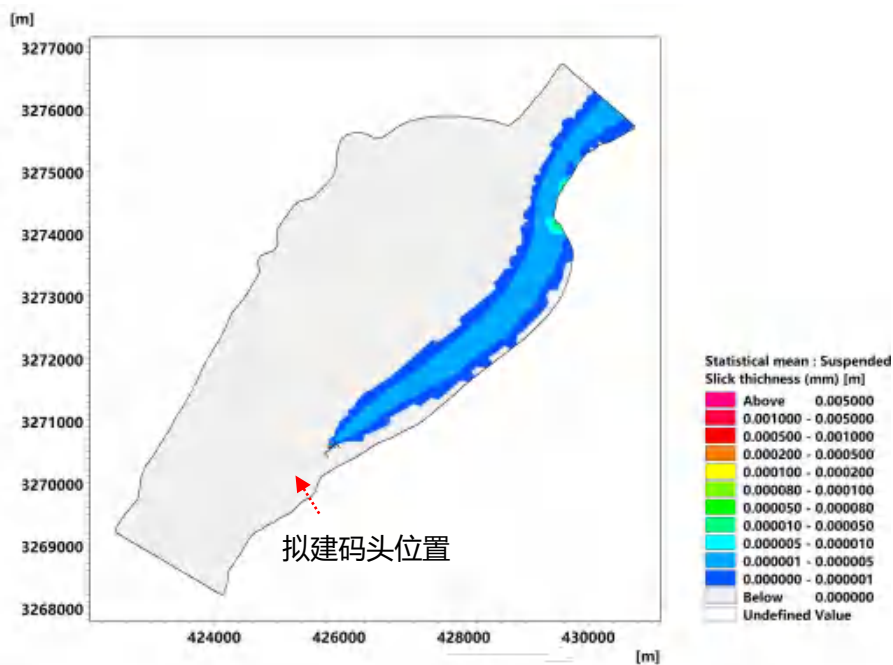 [m]
3277000
3276000
3275000
3274000
3273000
3272000
3271000
3270000
3269000
3268000
424000 426000 428000 430000
[m]
拟建码头位置
Statistical mean : Suspended
Slick thichness (mm) [m]
Above 0.005000
0.001000 - 0.005000
0.000500 - 0.001000
0.000200 - 0.000500
0.000100 - 0.000200
0.000080 - 0.000100
0.000050 - 0.000080
0.000010 - 0.000050
0.000005 - 0.000010
0.000001 - 0.000005
0.000000 - 0.000001
Below 0.000000
Undefined Value